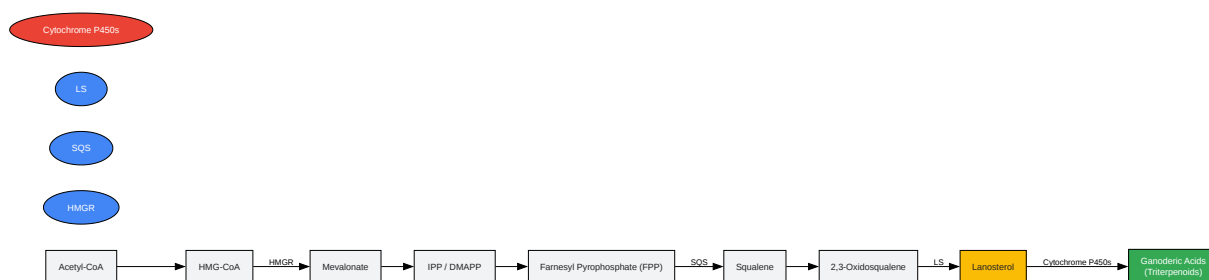 Cytochrome P450s
LS
SQS
HMGR
Acetyl-CoA
HMG-CoA
HMGR
Mevalonate
IPP / DMAPP
Farnesyl Pyrophosphate (FPP)
SQS
Squalene
2,3-Oxidosqualene
LS
Lanosterol
Cytochrome P450s
Ganoderic Acids
(Triterpenoids)